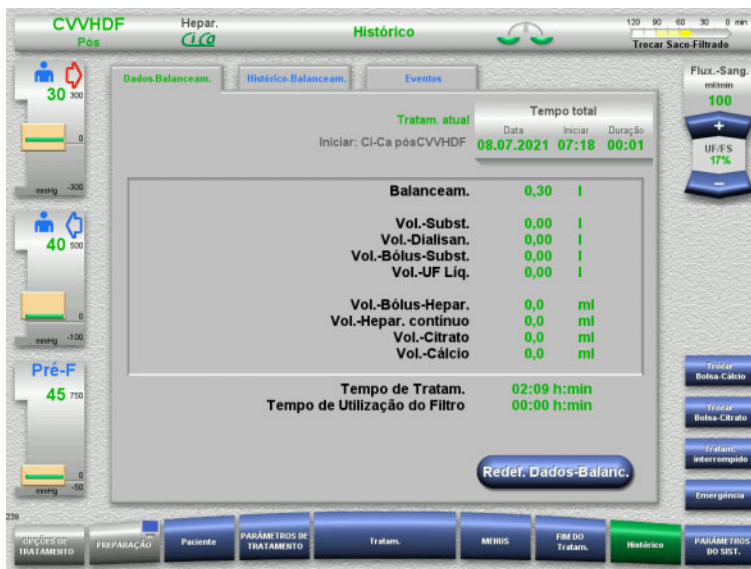 CVVHDF
Pós
Hepar.
Ci Ca
Histórico
120 90 60 30 0 min
Trocar Saco-Filtrado
30
300
0
mmHg -300
40
500
0
mmHg -100
Pré-F
45
750
0
mmHg -50
Dados-Balanceam.
Histórico-Balanceam.
Eventos
Tratam. atual
Iniciar: Ci-Ca pósCVVHDF
Tempo total
Data Iniciar Duração
08.07.2021 07:18 00:01
Balanceam. 0,30 l
Vol.-Subst. 0,00 l
Vol.-Dialisan. 0,00 l
Vol.-Bólus-Subst. 0,00 l
Vol.-UF Líq. 0,00 l
Vol.-Bólus-Hepar. 0,0 ml
Vol.-Hepar. contínuo 0,0 ml
Vol.-Citrato 0,0 ml
Vol.-Cálcio 0,0 ml
Tempo de Tratam. 02:09 h:min
Tempo de Utilização do Filtro 00:00 h:min
Redef. Dados-Balanc.
Flux.-Sang.
ml/min
100
+
UF/FS
17%
−
Trocar
Bolsa-Cálcio
Trocar
Bolsa-Citrato
Tratam.
interrompido
Emergência
239
OPÇÕES DE
TRATAMENTO
PREPARAÇÃO
Paciente
PARÂMETROS DE
TRATAMENTO
Tratam.
MENUS
FIM DO
Tratam.
Histórico
PARÂMETROS
DO SIST.